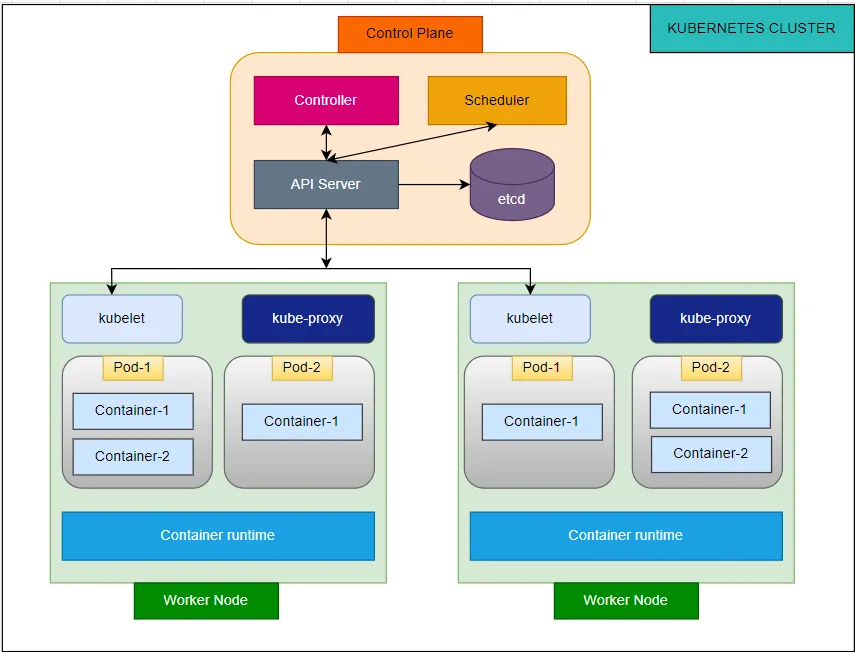 Control Plane
KUBERNETES CLUSTER
Controller
Scheduler
API Server
etcd
kubelet
kube-proxy
Pod-1
Container-1
Container-2
Pod-2
Container-1
Container runtime
Worker Node
kubelet
kube-proxy
Pod-1
Container-1
Pod-2
Container-1
Container-2
Container runtime
Worker Node